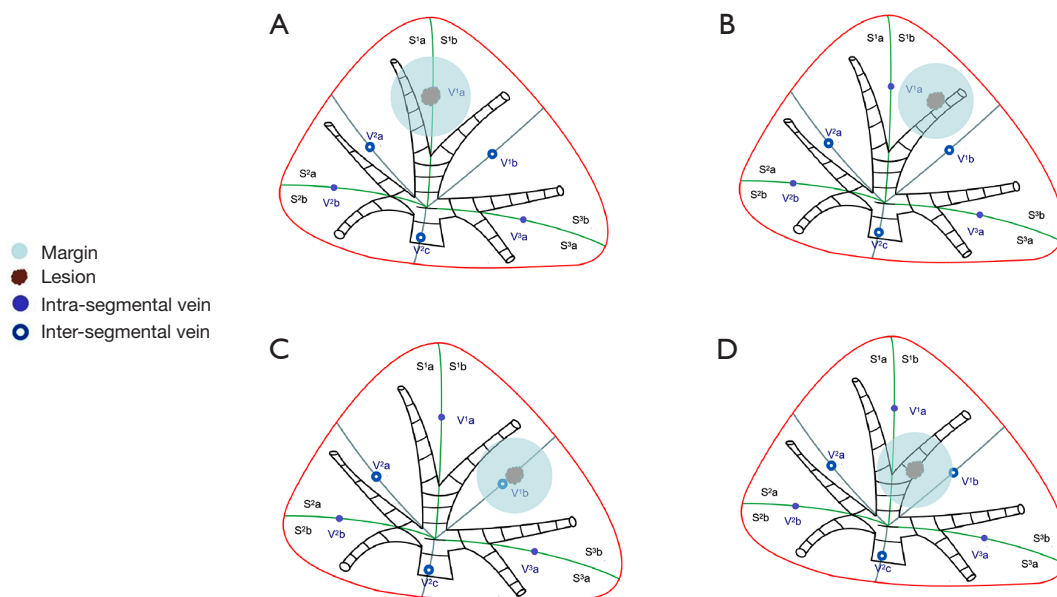 A
S¹a S¹b
V¹a
V²a
V¹b
S²a
S²b
V²b
S³b
V³a
S³a
V²c
B
S¹a S¹b
V¹a
V²a
V¹b
S²a
S²b
V²b
S³b
V³a
S³a
V²c
Margin
Lesion
Intra-segmental vein
Inter-segmental vein
C
S¹a S¹b
V¹a
V²a
V¹b
S²a
S²b
V²b
S³b
V³a
S³a
V²c
D
S¹a S¹b
V¹a
V²a
V¹b
S²a
S²b
V²b
S³b
V³a
S³a
V²c